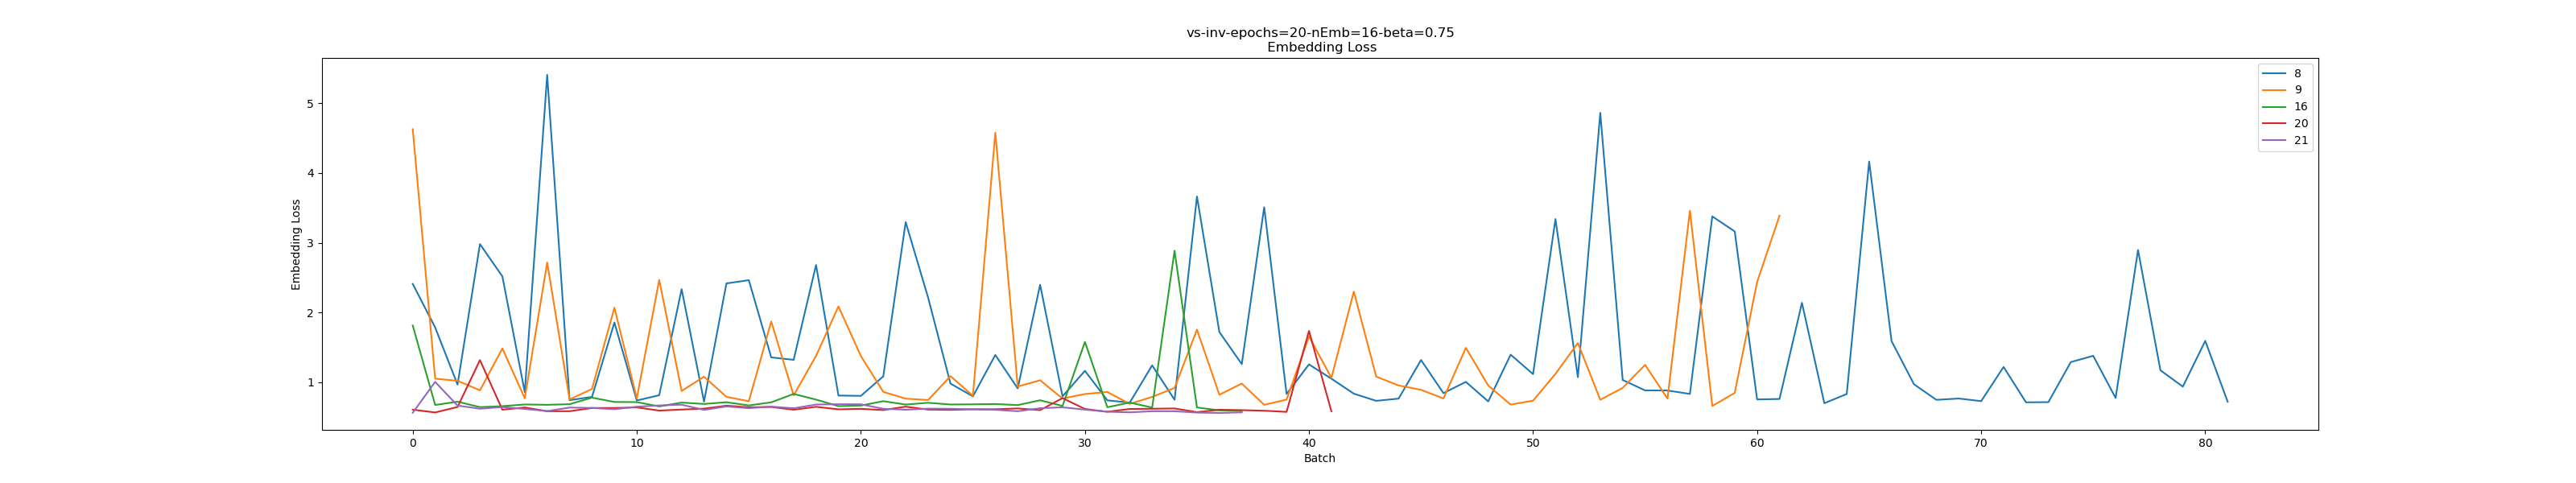 vs-inv-epochs=20-nEmb=16-beta=0.75
Embedding Loss
8
9
16
20
21
Embedding Loss
5
4
3
2
1
0 10 20 30 40 50 60 70 80
Batch